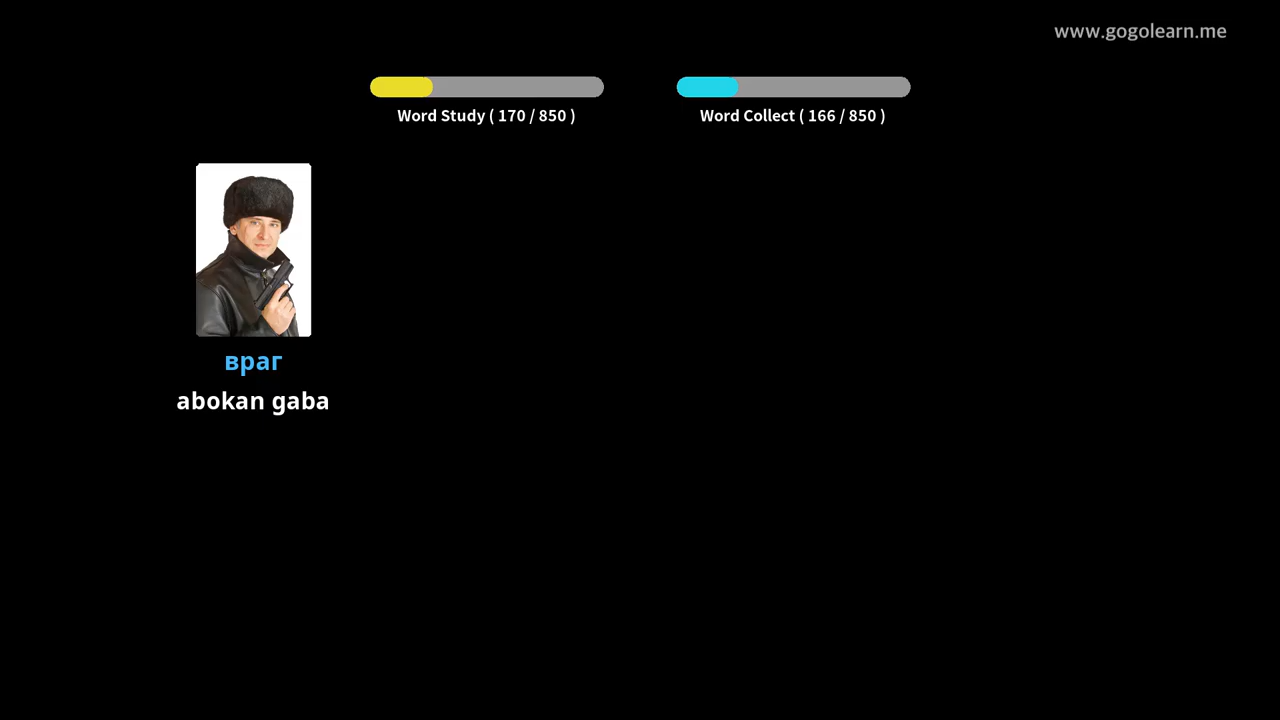 www.gogolearn.me
Word Study ( 170 / 850 )
Word Collect ( 166 / 850 )
враг
abokan gaba